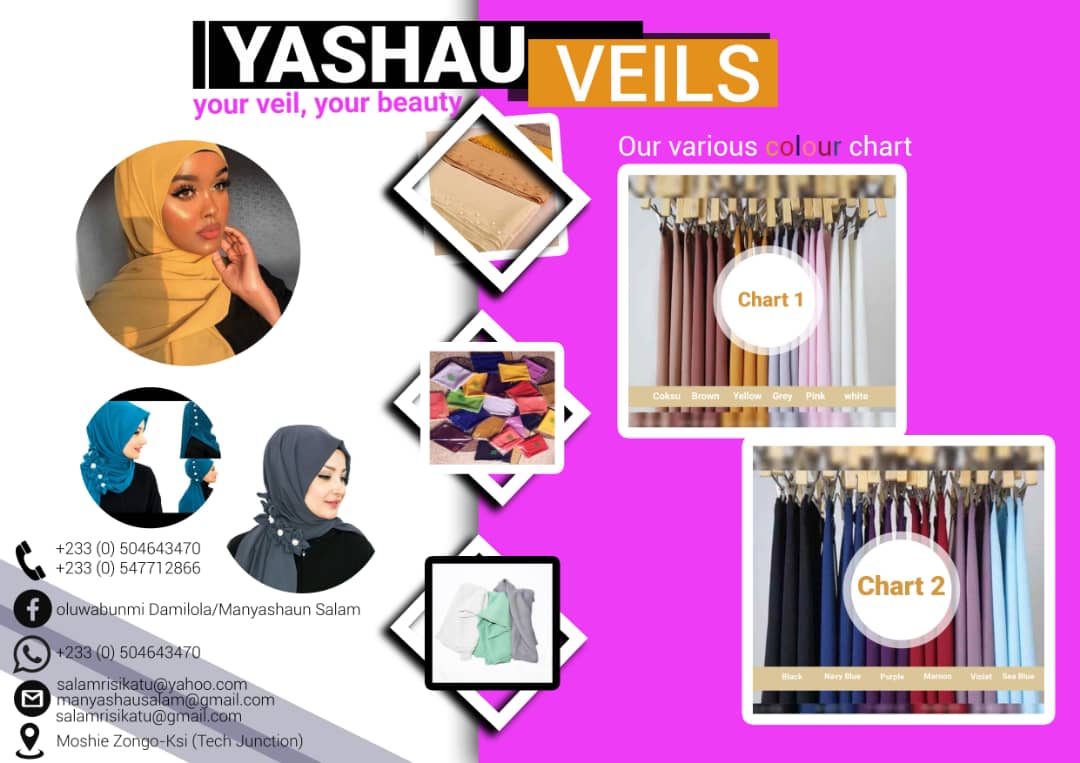 YASHAU VEILS
your veil, your beauty
Our various colour chart
Chart 1
Coksu Brown Yellow Grey Pink white
Chart 2
Black Navy Blue Purple Maroon Violet Sea Blue
+233 (0) 504643470
+233 (0) 547712866
oluwabunmi Damilola/Manyashaun Salam
+233 (0) 504643470
salamrisikatu@yahoo.com
manyashausalam@gmail.com
salamrisikatu@gmail.com
Moshie Zongo-Ksi (Tech Junction)